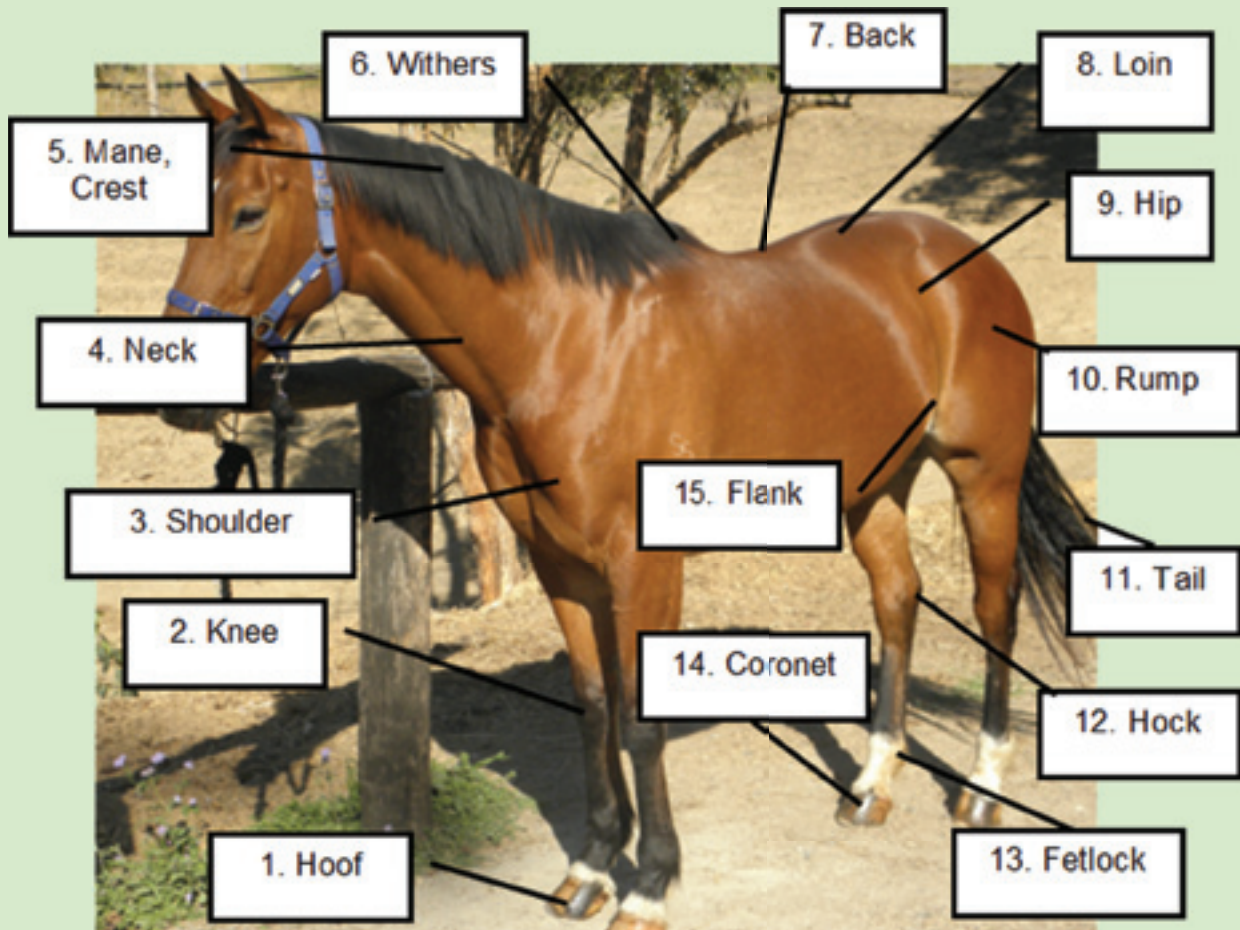 6. Withers
7. Back
8. Loin
5. Mane,
Crest
9. Hip
4. Neck
10. Rump
3. Shoulder
15. Flank
11. Tail
2. Knee
14. Coronet
12. Hock
1. Hoof
13. Fetlock